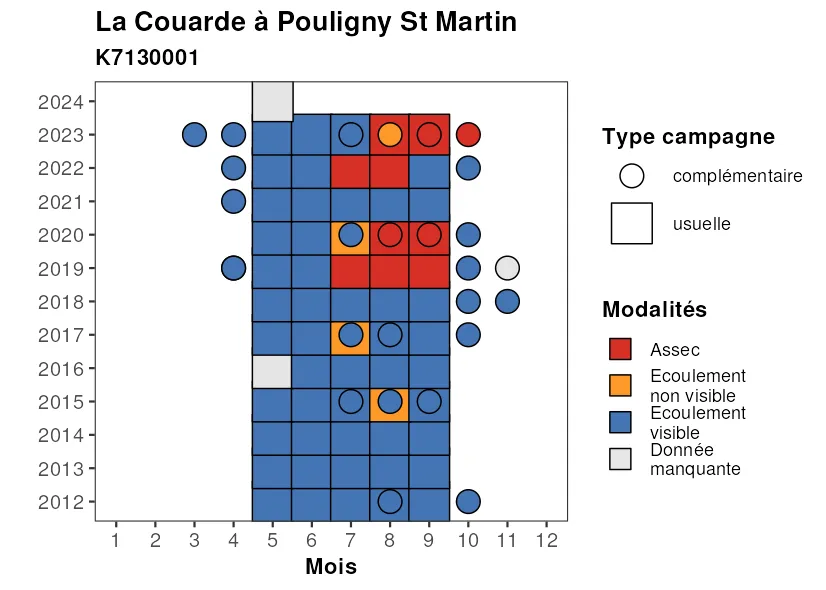 La Couarde à Pouligny St Martin
K7130001
2024
2023
2022
2021
2020
2019
2018
2017
2016
2015
2014
2013
2012
1 2 3 4 5 6 7 8 9 10 11 12
Mois
Type campagne
complémentaire
usuelle
Modalités
Assec
Ecoulement
non visible
Ecoulement
visible
Donnée
manquante